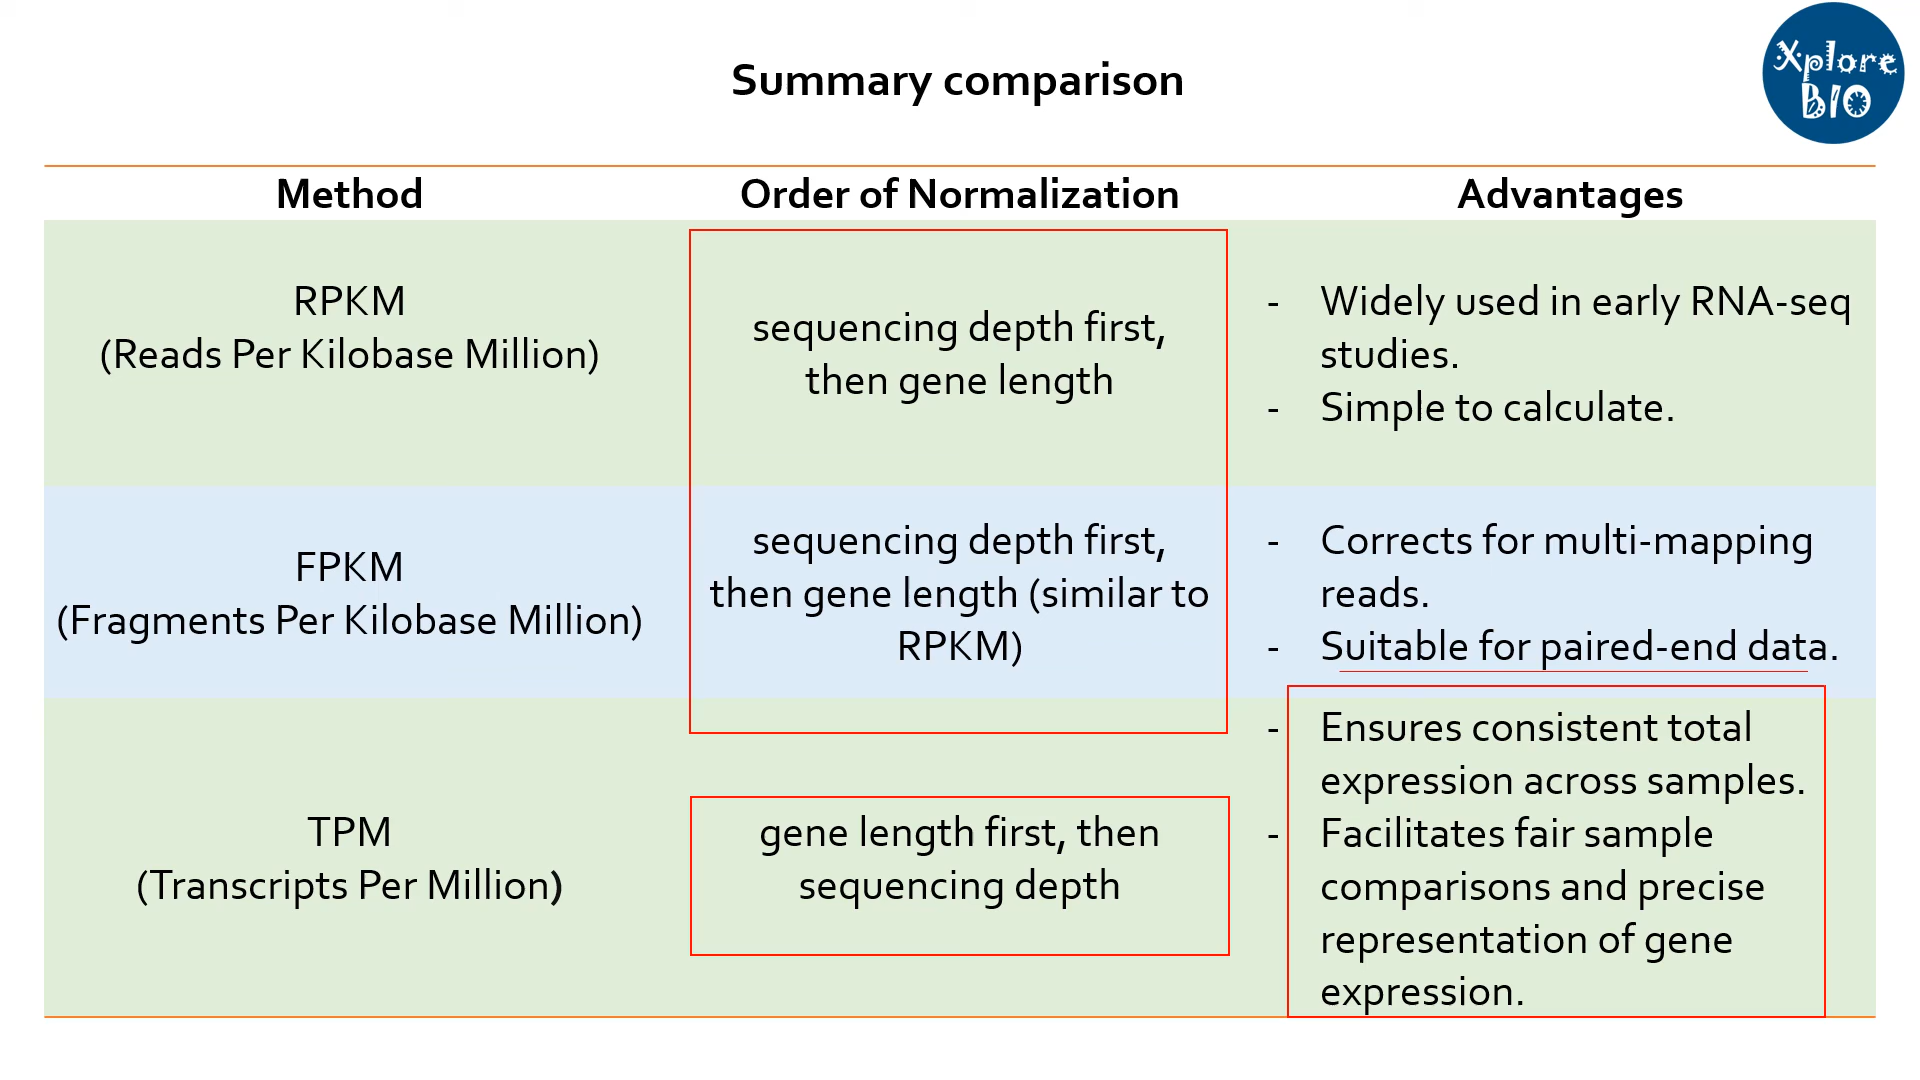 Xplore
BIO
Summary comparison
Method
Order of Normalization
Advantages
RPKM
(Reads Per Kilobase Million)
sequencing depth first,
then gene length
- Widely used in early RNA-seq
studies.
- Simple to calculate.
FPKM
(Fragments Per Kilobase Million)
sequencing depth first,
then gene length (similar to
RPKM)
- Corrects for multi-mapping
reads.
- Suitable for paired-end data.
TPM
(Transcripts Per Million)
gene length first, then
sequencing depth
- Ensures consistent total
expression across samples.
- Facilitates fair sample
comparisons and precise
representation of gene
expression.